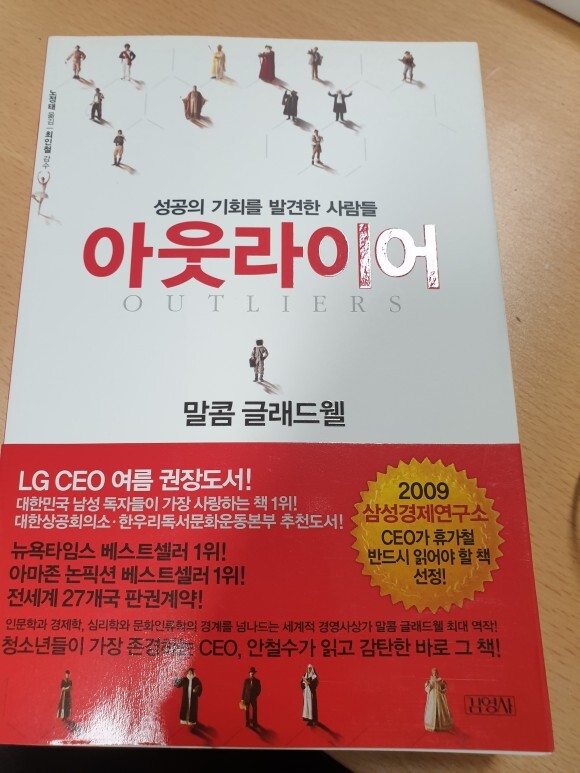 노정태 옮김 | 최인철 감수
성공의 기회를 발견한 사람들
아웃라이어
OUTLIERS
말콤 글래드웰
LG CEO 여름 권장도서!
대한민국 남성 독자들이 가장 사랑하는 책 1위!
대한상공회의소·한우리독서문화운동본부 추천도서!
뉴욕타임스 베스트셀러 1위!
아마존 논픽션 베스트셀러 1위!
전세계 27개국 판권계약!
2009
삼성경제연구소
CEO가 휴가철
반드시 읽어야 할 책
선정!
인문학과 경제학, 심리학과 문화인류학의 경계를 넘나드는 세계적 경영사상가 말콤 글래드웰 최대 역작!
청소년들이 가장 존경하는 CEO, 안철수가 읽고 감탄한 바로 그 책!
김영사